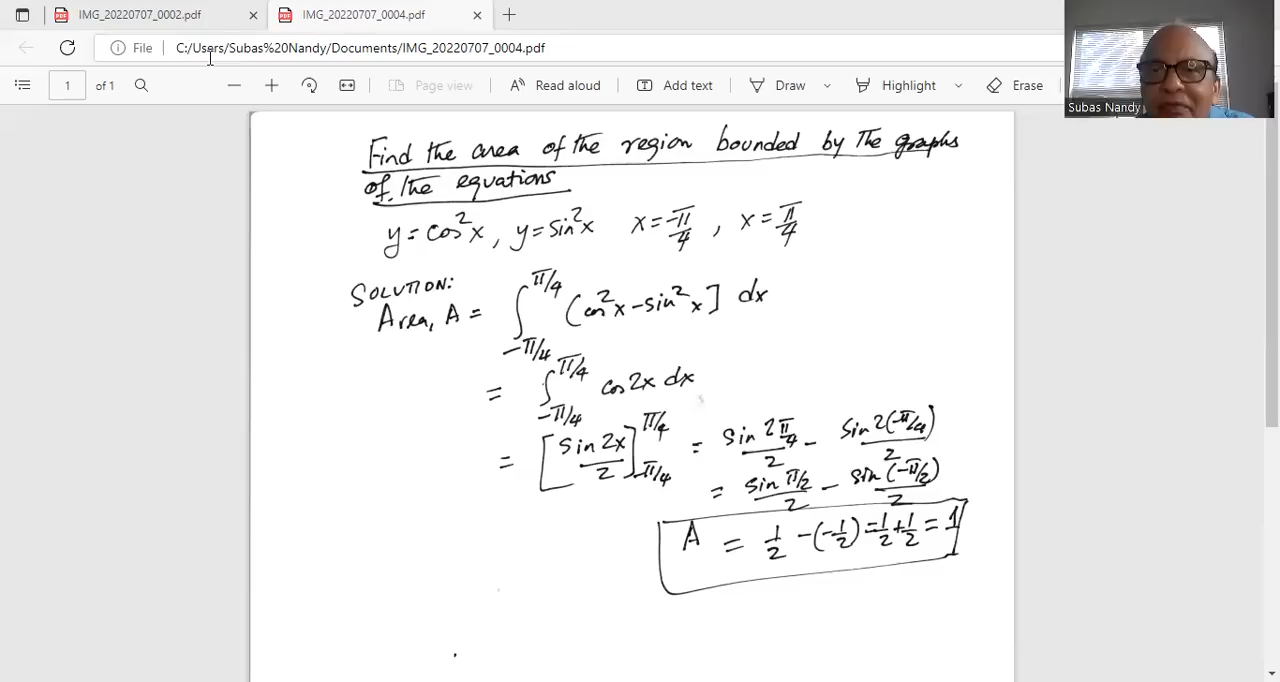 IMG_20220707_0002.pdf
IMG_20220707_0004.pdf
File C:/Users/Subas%20Nandy/Documents/IMG_20220707_0004.pdf
1 of 1 Page view Read aloud Add text Draw Highlight Erase
Subas Nandy
Find the area of the region bounded by the graphs
of the equations
y = cos²x, y = sin²x x = -π/4, x = π/4
SOLUTION:
Area, A = ∫_{-π/4}^{π/4} (cos²x - sin²x] dx
= ∫_{-π/4}^{π/4} cos 2x dx
= [sin 2x/2]_{-π/4}^{π/4} = sin 2π/4/2 - sin 2(-π/4)/2
= sin π/2/2 - sin(-π/2)/2
A = 1/2 - (-1/2) = 1/2 + 1/2 = 1